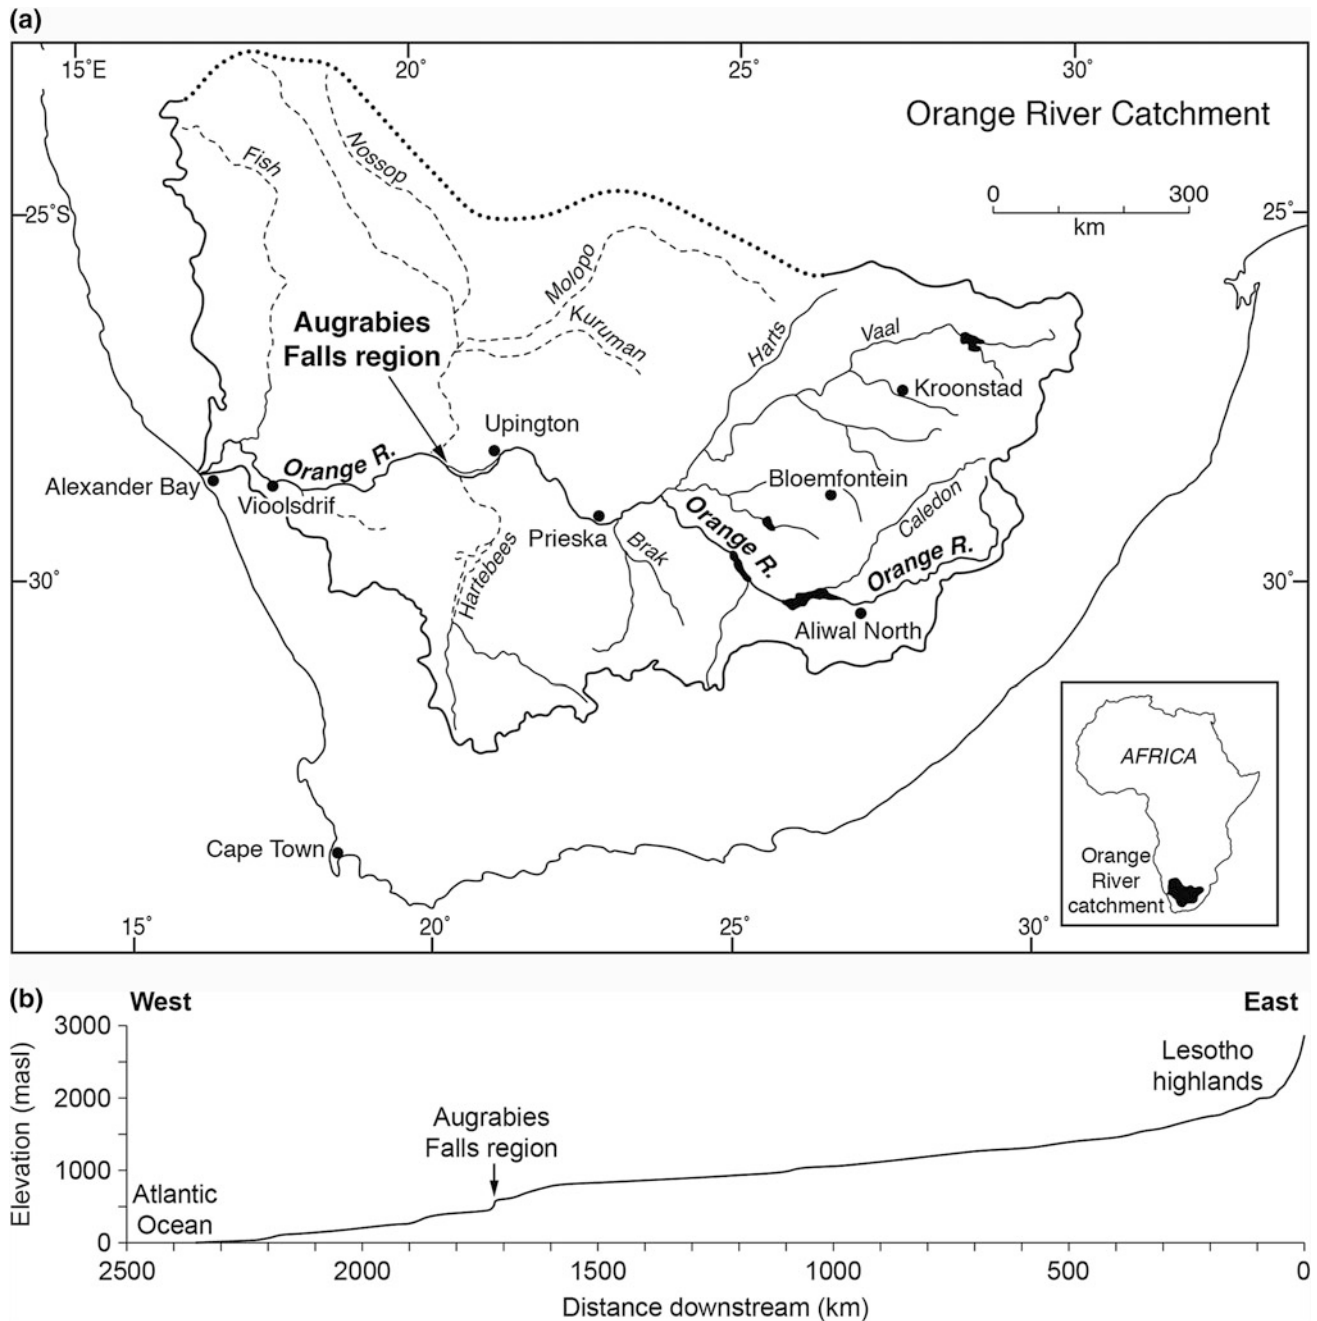 (a)
15˚E
20˚
25˚
30˚
Orange River Catchment
0
300
km
25˚S
25˚
Fish
Nossop
Molopo
Kuruman
Harts
Vaal
Augrabies
Falls region
Kroonstad
Upington
Orange R.
Alexander Bay
Vioolsdrif
Bloemfontein
Orange R.
Caledon
Prieska
Brak
Hartebees
Orange R.
30˚
30˚
Aliwal North
AFRICA
Orange
River
catchment
Cape Town
15˚
20˚
25˚
30˚
(b)
West
East
Elevation (masl)
3000
2000
1000
0
Lesotho
highlands
Augrabies
Falls region
Atlantic
Ocean
2500
2000
1500
1000
500
0
Distance downstream (km)